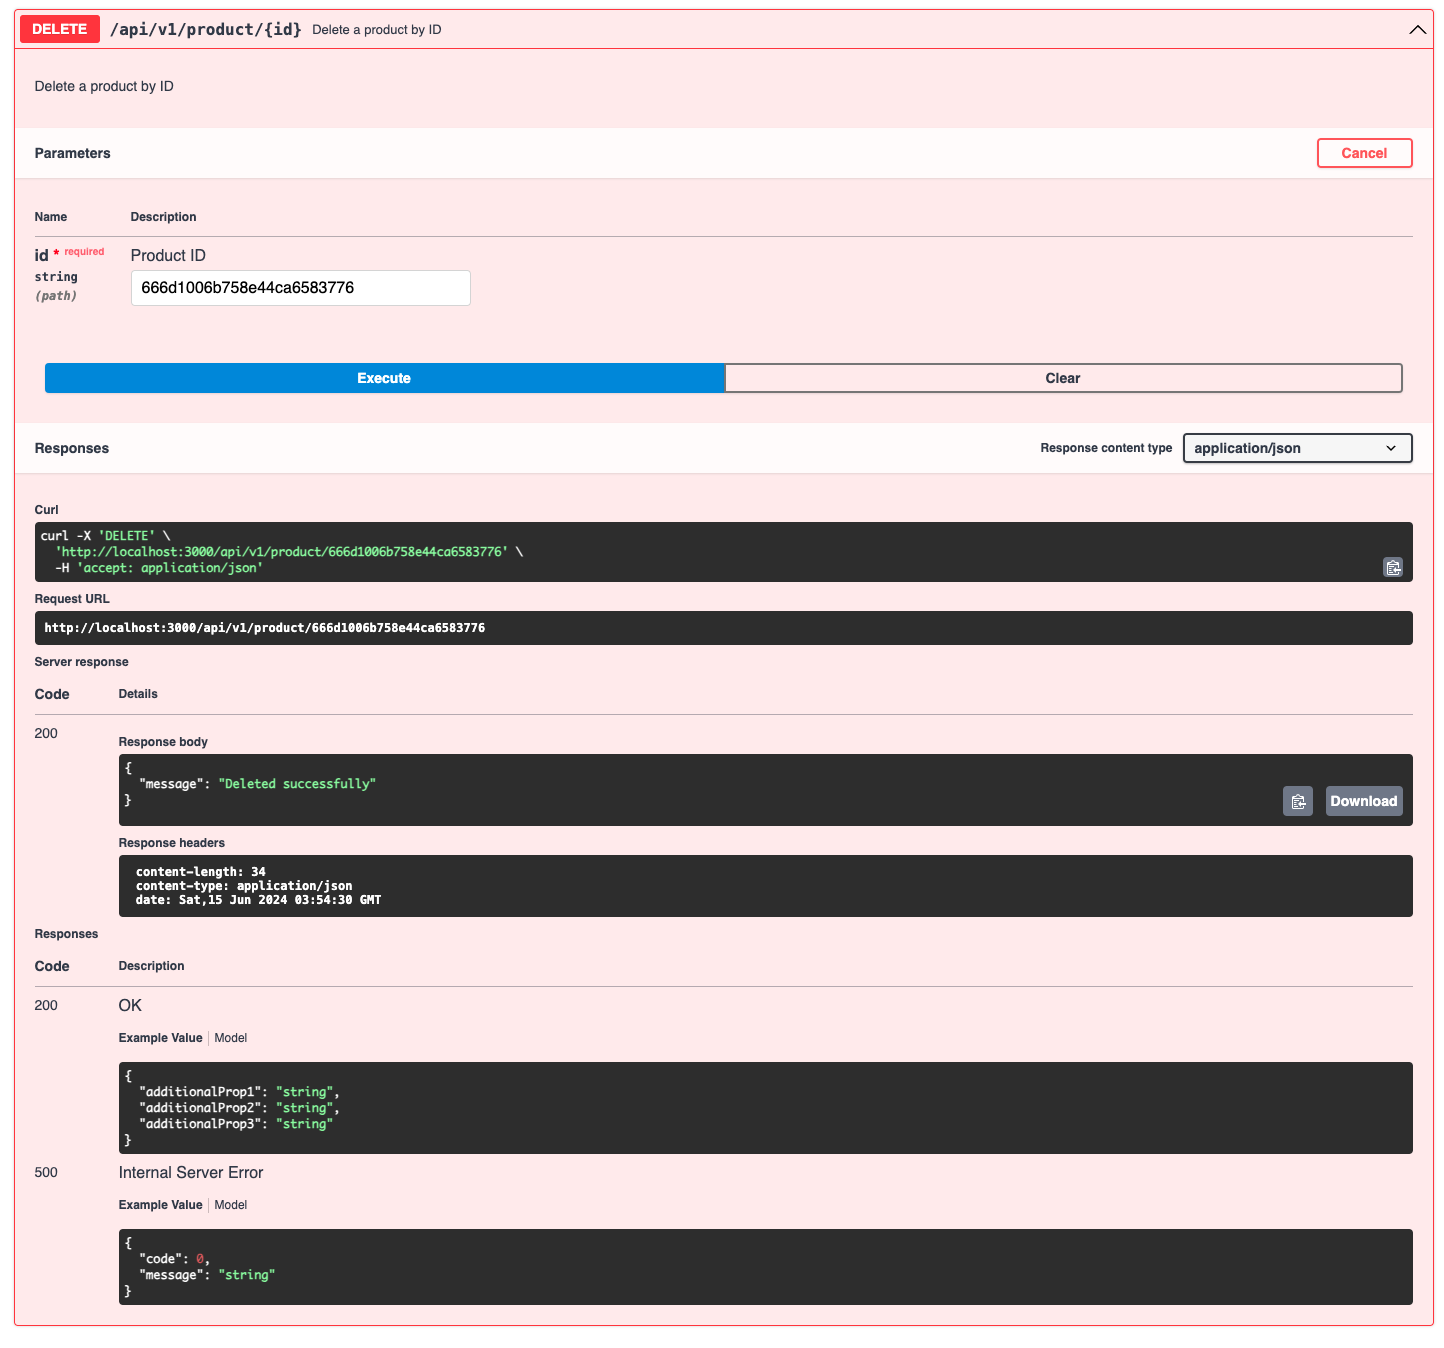 DELETE /api/v1/product/{id} Delete a product by ID
Delete a product by ID
Parameters Cancel
Name Description
id * required Product ID
string 666d1006b758e44ca6583776
(path)
Execute Clear
Responses Response content type application/json
Curl
curl -X 'DELETE' \
  'http://localhost:3000/api/v1/product/666d1006b758e44ca6583776' \
  -H 'accept: application/json'
Request URL
http://localhost:3000/api/v1/product/666d1006b758e44ca6583776
Server response
Code Details
200
Response body
{
  "message": "Deleted successfully"
}
Download
Response headers
content-length: 34
content-type: application/json
date: Sat,15 Jun 2024 03:54:30 GMT
Responses
Code Description
200 OK
Example Value Model
{
  "additionalProp1": "string",
  "additionalProp2": "string",
  "additionalProp3": "string"
}
500 Internal Server Error
Example Value Model
{
  "code": 0,
  "message": "string"
}